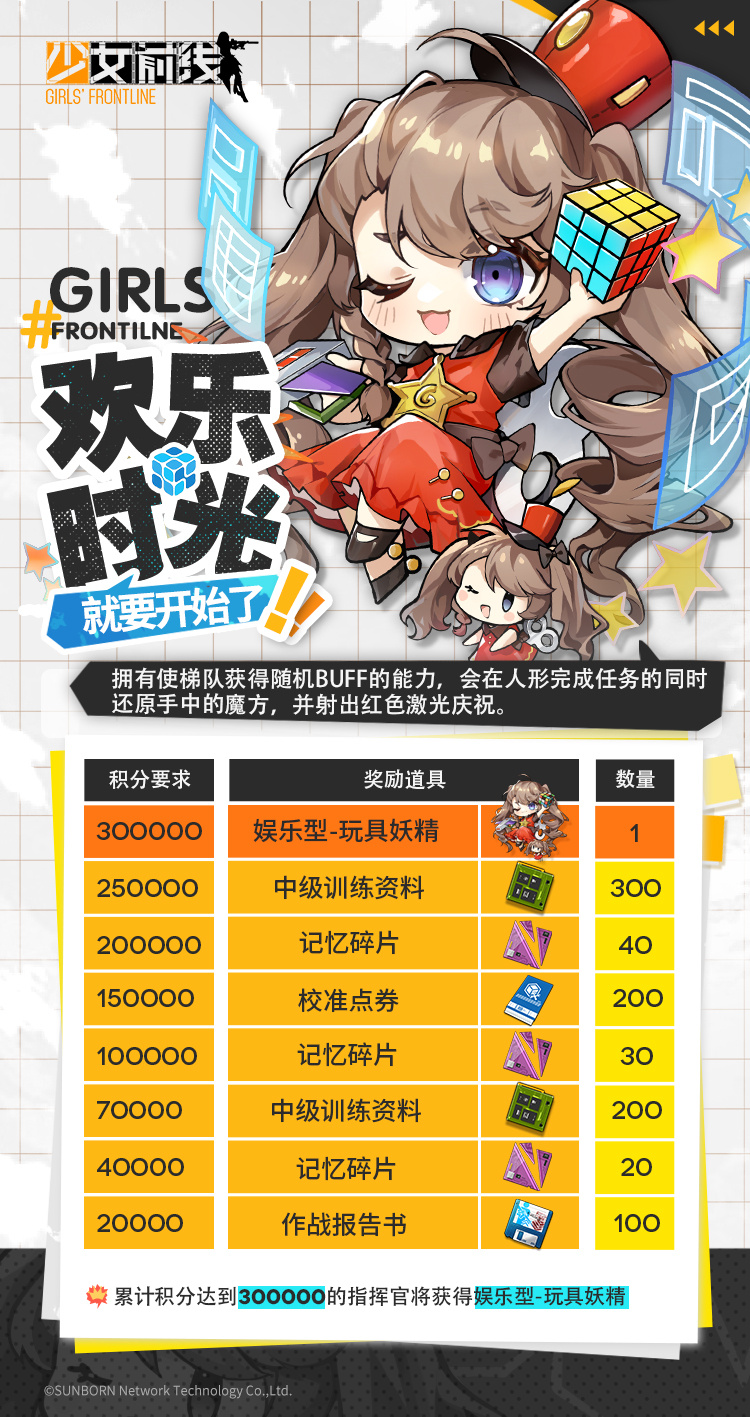 少女前线
GIRLS' FRONTLINE
GIRLS
#FRONTILNE
欢乐
时光
就要开始了!!
拥有使梯队获得随机BUFF的能力，会在人形完成任务的同时
还原手中的魔方，并射出红色激光庆祝。
积分要求 奖励道具 数量
300000 娱乐型-玩具妖精 1
250000 中级训练资料 300
200000 记忆碎片 40
150000 校准点券 200
100000 记忆碎片 30
70000 中级训练资料 200
40000 记忆碎片 20
20000 作战报告书 100
累计积分达到300000的指挥官将获得娱乐型-玩具妖精
©SUNBORN Network Technology Co.,Ltd.